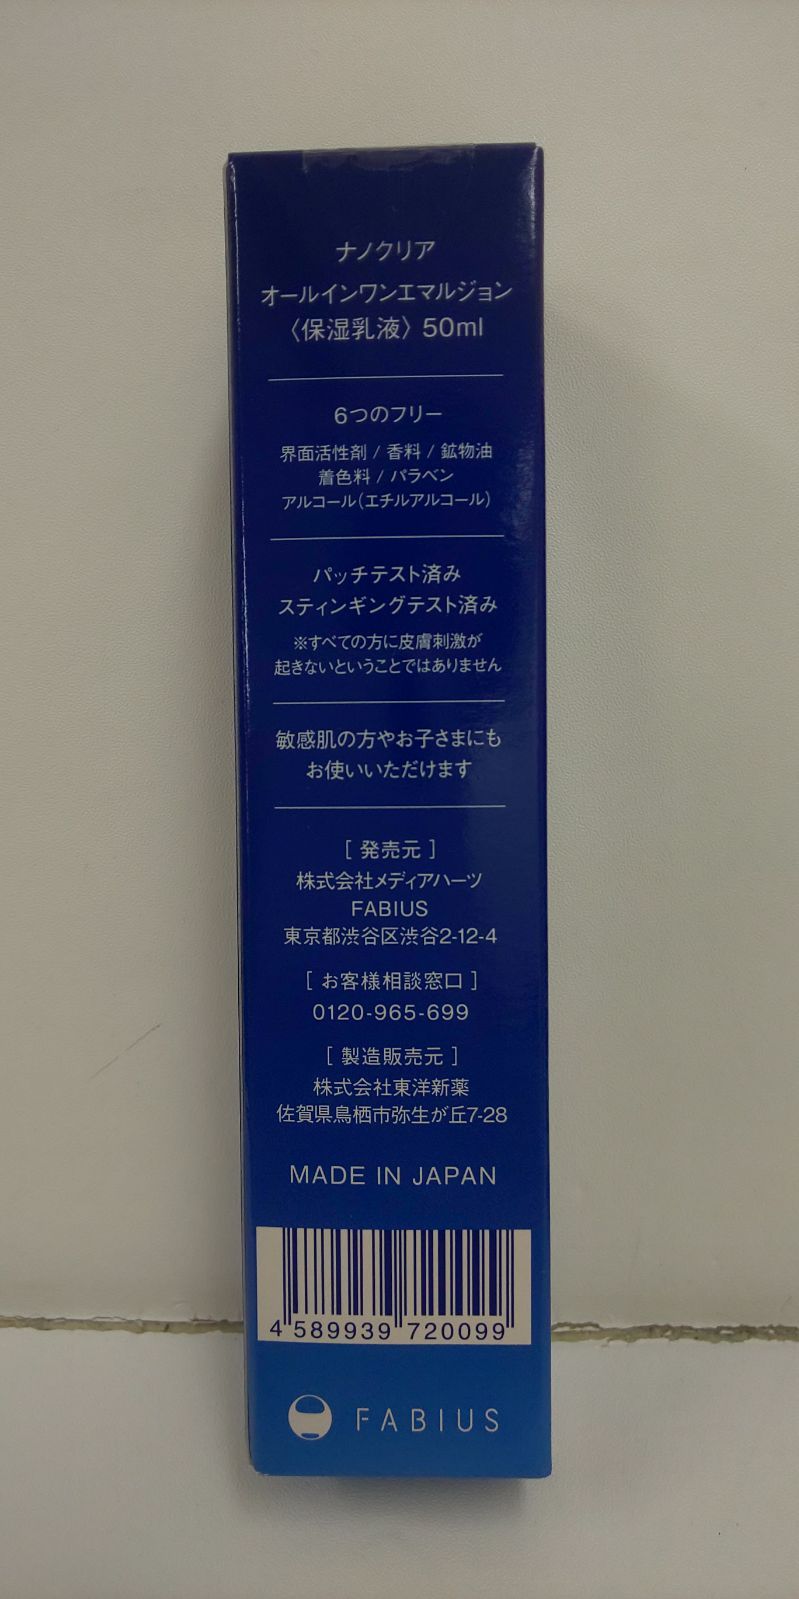 ナノクリア
オールインワンエマルジョン
〈保湿乳液〉50ml
6つのフリー
界面活性剤 / 香料 / 鉱物油
着色料 / パラベン
アルコール(エチルアルコール)
パッチテスト済み
スティンギングテスト済み
※すべての方に皮膚刺激が
起きないということではありません
敏感肌の方やお子さまにも
お使いいただけます
[ 発売元 ]
株式会社メディアハーツ
FABIUS
東京都渋谷区渋谷2-12-4
[ お客様相談窓口 ]
0120-965-699
[ 製造販売元 ]
株式会社東洋新薬
佐賀県鳥栖市弥生が丘7-28
MADE IN JAPAN
4 589939 720099
FABIUS